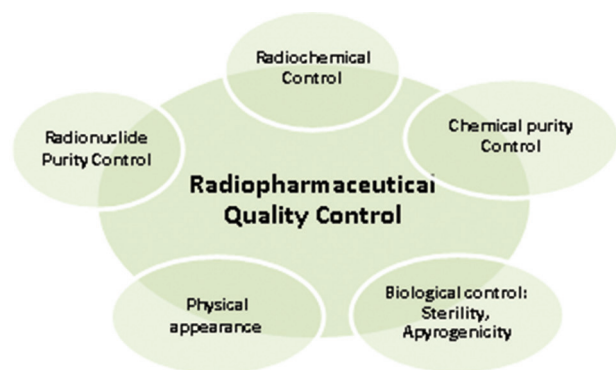 Radiochemical
Control
Radionuclide
Purity Control
Chemical purity
Control
Radiopharmaceutical
Quality Control
Physical
appearance
Biological control:
Sterility,
Apyrogenicity